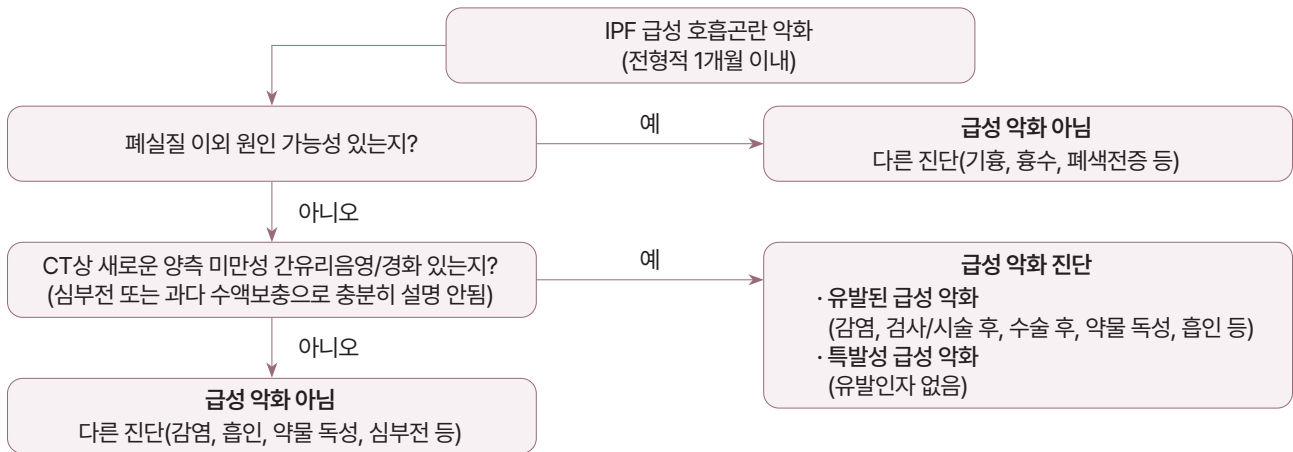 IPF 급성 호흡곤란 악화
(전형적 1개월 이내)
폐실질 이외 원인 가능성 있는지?
예
급성 악화 아님
다른 진단(기흉, 흉수, 폐색전증 등)
아니오
CT상 새로운 양측 미만성 간유리음영/경화 있는지?
(심부전 또는 과다 수액보충으로 충분히 설명 안됨)
예
급성 악화 진단
· 유발된 급성 악화
(감염, 검사/시술 후, 수술 후, 약물 독성, 흡인 등)
· 특발성 급성 악화
(유발인자 없음)
아니오
급성 악화 아님
다른 진단(감염, 흡인, 약물 독성, 심부전 등)